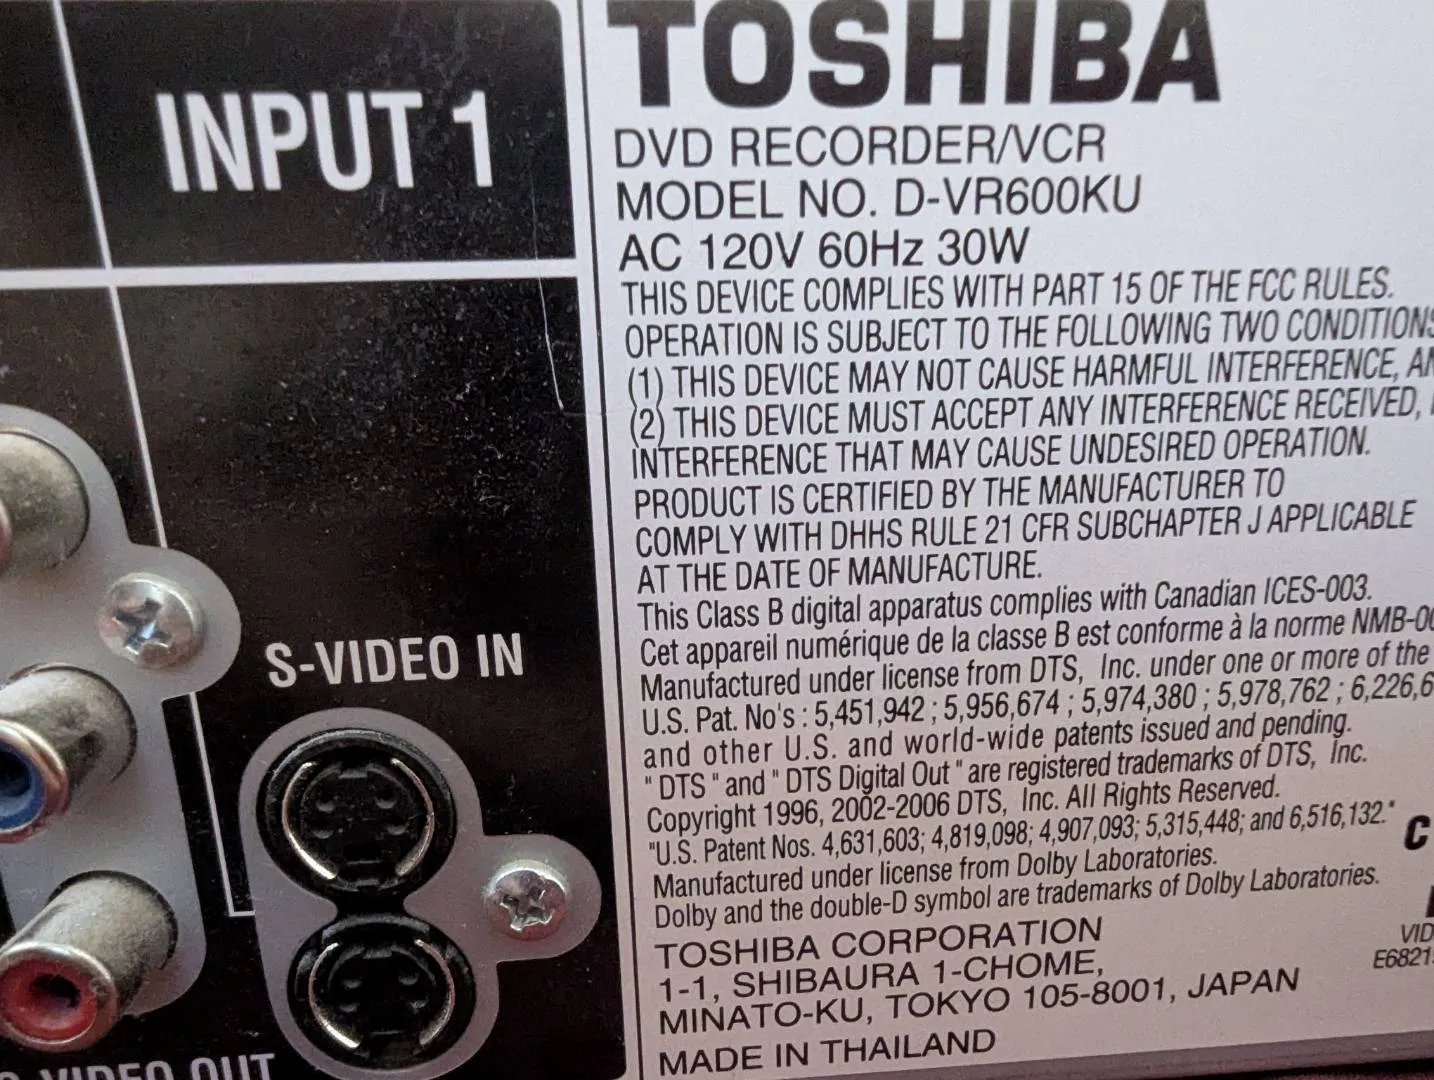 INPUT 1
S-VIDEO IN
VIDEO OUT
TOSHIBA
DVD RECORDER/VCR
MODEL NO. D-VR600KU
AC 120V 60Hz 30W
THIS DEVICE COMPLIES WITH PART 15 OF THE FCC RULES.
OPERATION IS SUBJECT TO THE FOLLOWING TWO CONDITIONS
(1) THIS DEVICE MAY NOT CAUSE HARMFUL INTERFERENCE,
(2) THIS DEVICE MUST ACCEPT ANY INTERFERENCE RECEIVED,
INTERFERENCE THAT MAY CAUSE UNDESIRED OPERATION.
PRODUCT IS CERTIFIED BY THE MANUFACTURER TO
COMPLY WITH DHHS RULE 21 CFR SUBCHAPTER J APPLICABLE
AT THE DATE OF MANUFACTURE.
This Class B digital apparatus complies with Canadian ICES-003.
Cet appareil numérique de la classe B est conforme à la norme
Manufactured under license from DTS, Inc. under one or more of the
U.S. Pat. No's : 5,451,942 ; 5,956,674 ; 5,974,380 ; 5,978,762 ;
and other U.S. and world-wide patents issued and pending.
" DTS " and " DTS Digital Out " are registered trademarks of DTS, Inc.
Copyright 1996, 2002-2006 DTS, Inc. All Rights Reserved.
"U.S. Patent Nos. 4,631,603; 4,819,098; 4,907,093; 5,315,448; and 6,516,132."
Manufactured under license from Dolby Laboratories.
Dolby and the double-D symbol are trademarks of Dolby Laboratories.
TOSHIBA CORPORATION
1-1, SHIBAURA 1-CHOME,
MINATO-KU, TOKYO 105-8001, JAPAN
MADE IN THAILAND